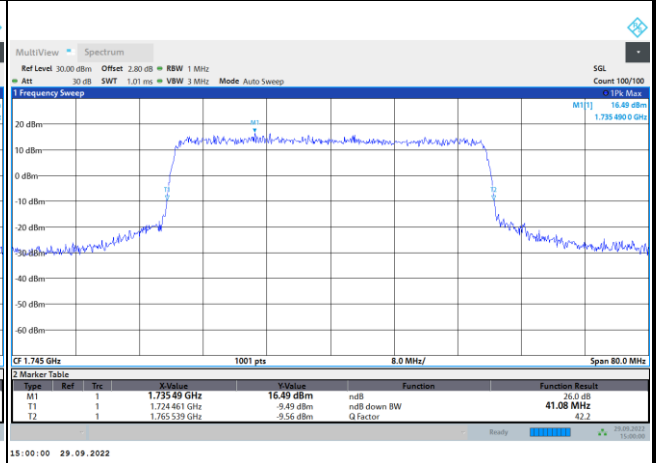 MultiView Spectrum
Ref Level 30.00 dBm Offset 2.80 dB RBW 1 MHz SGL
Att 30 dB SWT 1.01 ms VBW 3 MHz Mode Auto Sweep Count 100/100
1 Frequency Sweep 1Pk Max
M1[1] 16.49 dBm
1.735 490 0 GHz
M1
20 dBm
10 dBm
0 dBm
T1 T2
-10 dBm
-20 dBm
-30 dBm
-40 dBm
-50 dBm
-60 dBm
CF 1.745 GHz 1001 pts 8.0 MHz/ Span 80.0 MHz
2 Marker Table
Type Ref Trc X-Value Y-Value Function Function Result
M1 1 1.735 49 GHz 16.49 dBm ndB 26.0 dB
T1 1 1.724 461 GHz -9.49 dBm ndB down BW 41.08 MHz
T2 1 1.765 539 GHz -9.56 dBm Q Factor 42.2
Ready 29.09.2022
15:00:00
15:00:00 29.09.2022